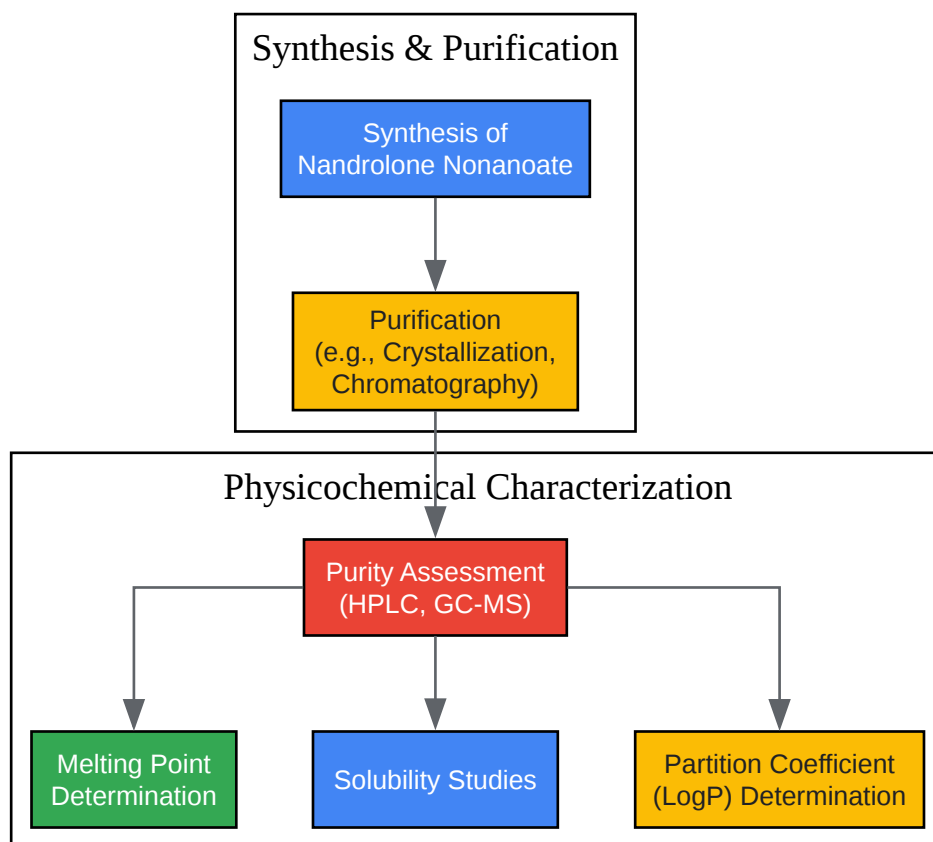 Synthesis & Purification
Synthesis of
Nandrolone Nonanoate
Purification
(e.g., Crystallization,
Chromatography)
Physicochemical Characterization
Purity Assessment
(HPLC, GC-MS)
Melting Point
Determination
Solubility Studies
Partition Coefficient
(LogP) Determination